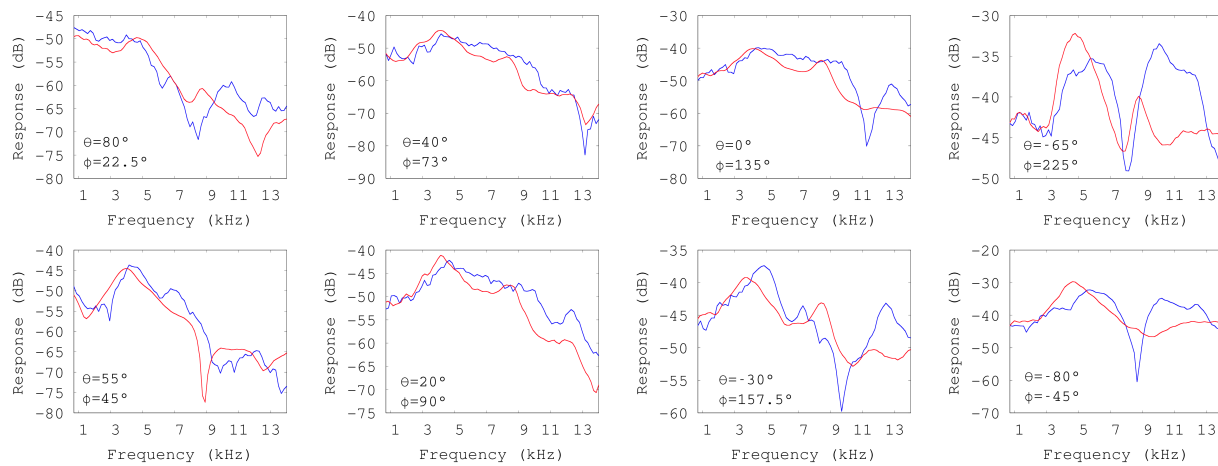 -45
-50
-55
-60
-65
-70
-75
-80
Response (dB)
θ=80°
ϕ=22.5°
1 3 5 7 9 11 13
Frequency (kHz)
-40
-50
-60
-70
-80
-90
Response (dB)
θ=40°
ϕ=73°
1 3 5 7 9 11 13
Frequency (kHz)
-30
-40
-50
-60
-70
-80
Response (dB)
θ=0°
ϕ=135°
1 3 5 7 9 11 13
Frequency (kHz)
-30
-35
-40
-45
-50
Response (dB)
θ=-65°
ϕ=225°
1 3 5 7 9 11 13
Frequency (kHz)
-40
-45
-50
-55
-60
-65
-70
-75
-80
Response (dB)
θ=55°
ϕ=45°
1 3 5 7 9 11 13
Frequency (kHz)
-40
-45
-50
-55
-60
-65
-70
-75
Response (dB)
θ=20°
ϕ=90°
1 3 5 7 9 11 13
Frequency (kHz)
-35
-40
-45
-50
-55
-60
Response (dB)
θ=-30°
ϕ=157.5°
1 3 5 7 9 11 13
Frequency (kHz)
-20
-30
-40
-50
-60
-70
Response (dB)
θ=-80°
ϕ=-45°
1 3 5 7 9 11 13
Frequency (kHz)